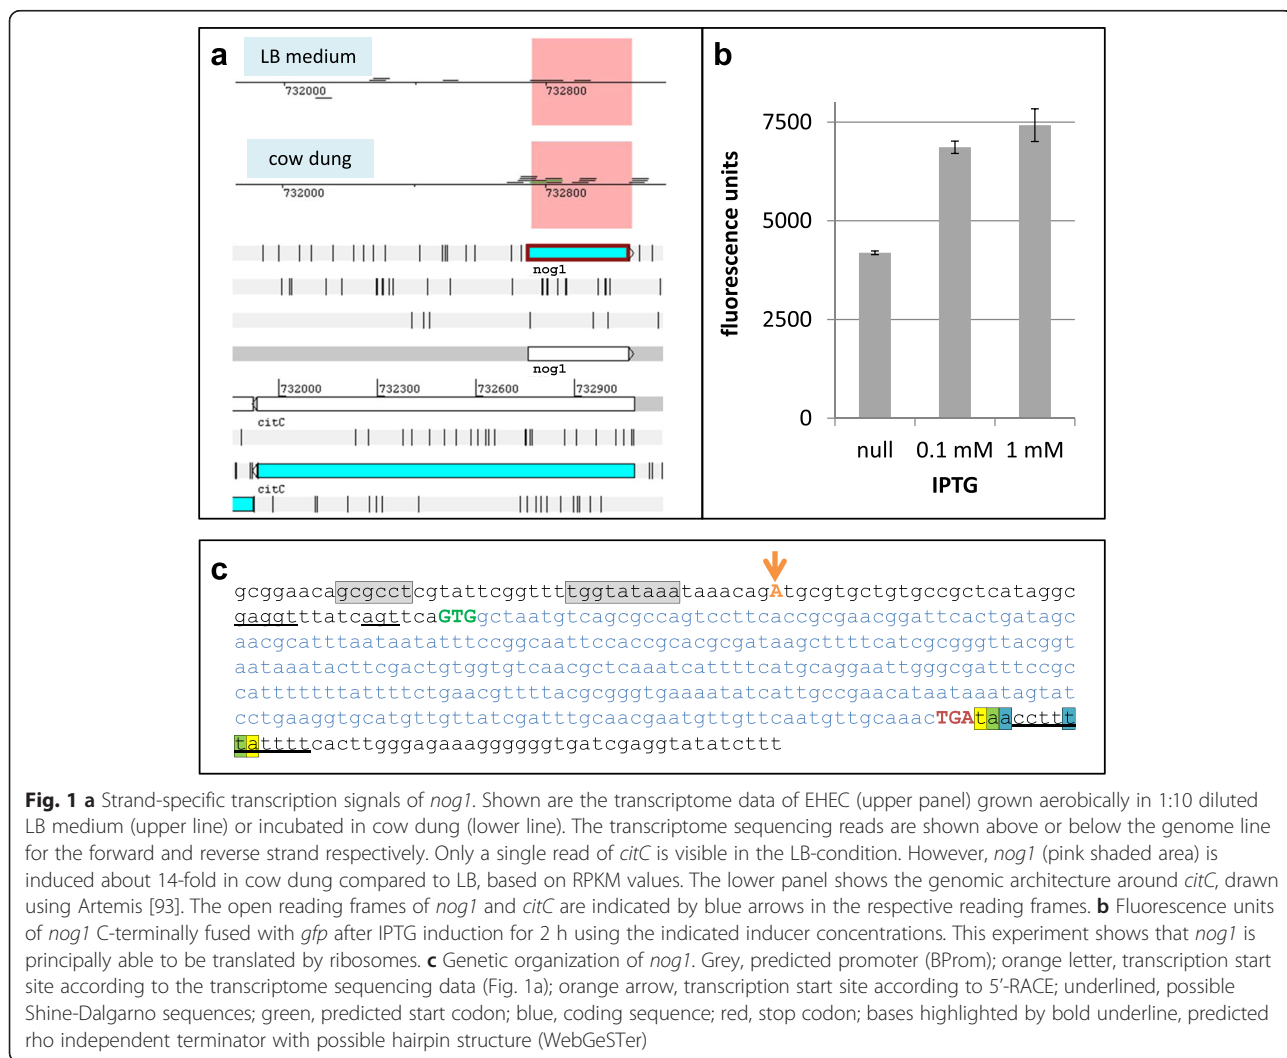 a
LB medium
732000
732800
cow dung
732000
732800
nog1
nog1
732000
732300
732600
732900
citC
citC
b
fluorescence units
7500
5000
2500
0
null
0.1 mM
1 mM
IPTG
c
gcggaacagcgcctcgtattcggttttggtataaataaacagAtgcgtgctgtgccgctcataggc
gaggtttatcagttcaGTGgctaatgtcagcgccagtccttcaccgcgaacggattcactgatagc
aacgcatttaataatatttccggcaattccaccgcacgcgataagcttttcatcgcgggttacggt
aataaatacttcgactgtggtgtcaacgctcaaatcattttcatgcaggaattgggcgatttccgc
catttttttattttctgaacgttttacgcgggtgaaaatatcattgccgaacataataaatagtat
cctgaaggtgcatgttgttatcgatttgcaacgaatgttgttcaatgttgcaaacTGAtaacctttt
tattttcacttgggagaaaggggggtgatcgaggtatatcttt
Fig. 1 a Strand-specific transcription signals of nog1. Shown are the transcriptome data of EHEC (upper panel) grown aerobically in 1:10 diluted
LB medium (upper line) or incubated in cow dung (lower line). The transcriptome sequencing reads are shown above or below the genome line
for the forward and reverse strand respectively. Only a single read of citC is visible in the LB-condition. However, nog1 (pink shaded area) is
induced about 14-fold in cow dung compared to LB, based on RPKM values. The lower panel shows the genomic architecture around citC, drawn
using Artemis [93]. The open reading frames of nog1 and citC are indicated by blue arrows in the respective reading frames. b Fluorescence units
of nog1 C-terminally fused with gfp after IPTG induction for 2 h using the indicated inducer concentrations. This experiment shows that nog1 is
principally able to be translated by ribosomes. c Genetic organization of nog1. Grey, predicted promoter (BProm); orange letter, transcription start
site according to the transcriptome sequencing data (Fig. 1a); orange arrow, transcription start site according to 5′-RACE; underlined, possible
Shine-Dalgarno sequences; green, predicted start codon; blue, coding sequence; red, stop codon; bases highlighted by bold underline, predicted
rho independent terminator with possible hairpin structure (WebGeSTer)